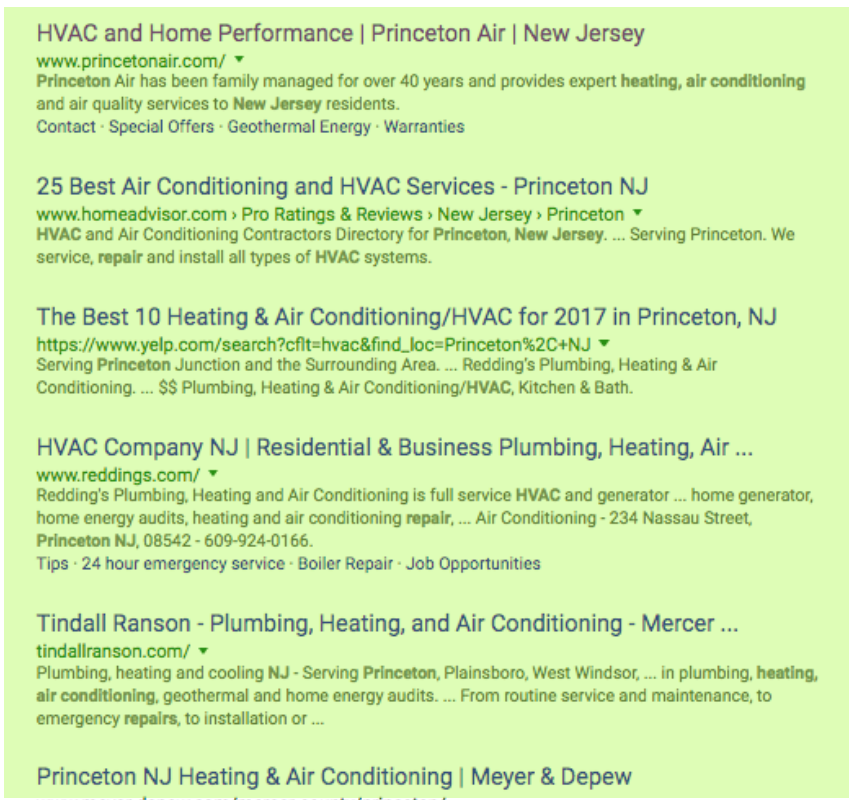 HVAC and Home Performance | Princeton Air | New Jersey
www.princetonair.com/
Princeton Air has been family managed for over 40 years and provides expert heating, air conditioning
and air quality services to New Jersey residents.
Contact · Special Offers · Geothermal Energy · Warranties
25 Best Air Conditioning and HVAC Services - Princeton NJ
www.homeadvisor.com › Pro Ratings & Reviews › New Jersey › Princeton
HVAC and Air Conditioning Contractors Directory for Princeton, New Jersey. ... Serving Princeton. We
service, repair and install all types of HVAC systems.
The Best 10 Heating & Air Conditioning/HVAC for 2017 in Princeton, NJ
https://www.yelp.com/search?cflt=hvac&find_loc=Princeton%2C+NJ
Serving Princeton Junction and the Surrounding Area. ... Redding's Plumbing, Heating & Air
Conditioning. ... $$ Plumbing, Heating & Air Conditioning/HVAC, Kitchen & Bath.
HVAC Company NJ | Residential & Business Plumbing, Heating, Air ...
www.reddings.com/
Redding's Plumbing, Heating and Air Conditioning is full service HVAC and generator ... home generator,
home energy audits, heating and air conditioning repair, ... Air Conditioning - 234 Nassau Street,
Princeton NJ, 08542 - 609-924-0166.
Tips · 24 hour emergency service · Boiler Repair · Job Opportunities
Tindall Ranson - Plumbing, Heating, and Air Conditioning - Mercer ...
tindallranson.com/
Plumbing, heating and cooling NJ - Serving Princeton, Plainsboro, West Windsor, ... in plumbing, heating,
air conditioning, geothermal and home energy audits. ... From routine service and maintenance, to
emergency repairs, to installation or ...
Princeton NJ Heating & Air Conditioning | Meyer & Depew